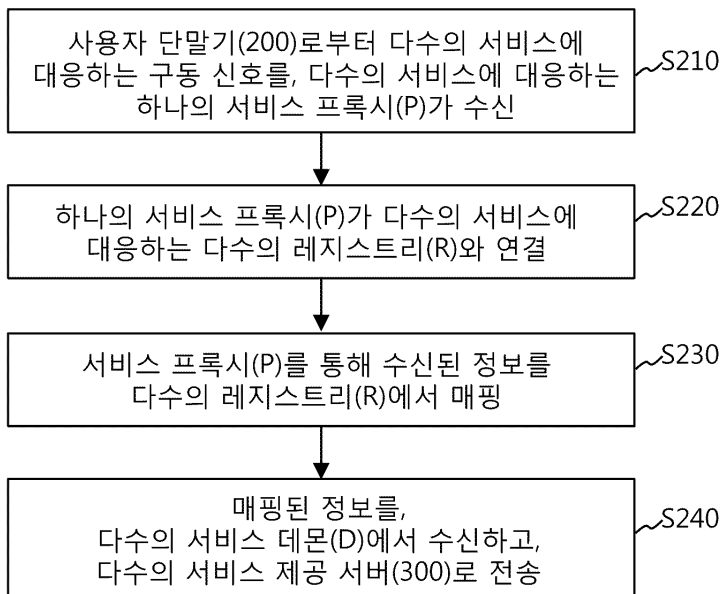 사용자 단말기(200)로부터 다수의 서비스에
대응하는 구동 신호를, 다수의 서비스에 대응하는
하나의 서비스 프록시(P)가 수신
S210
하나의 서비스 프록시(P)가 다수의 서비스에
대응하는 다수의 레지스트리(R)와 연결
S220
서비스 프록시(P)를 통해 수신된 정보를
다수의 레지스트리(R)에서 매핑
S230
매핑된 정보를,
다수의 서비스 데몬(D)에서 수신하고,
다수의 서비스 제공 서버(300)로 전송
S240